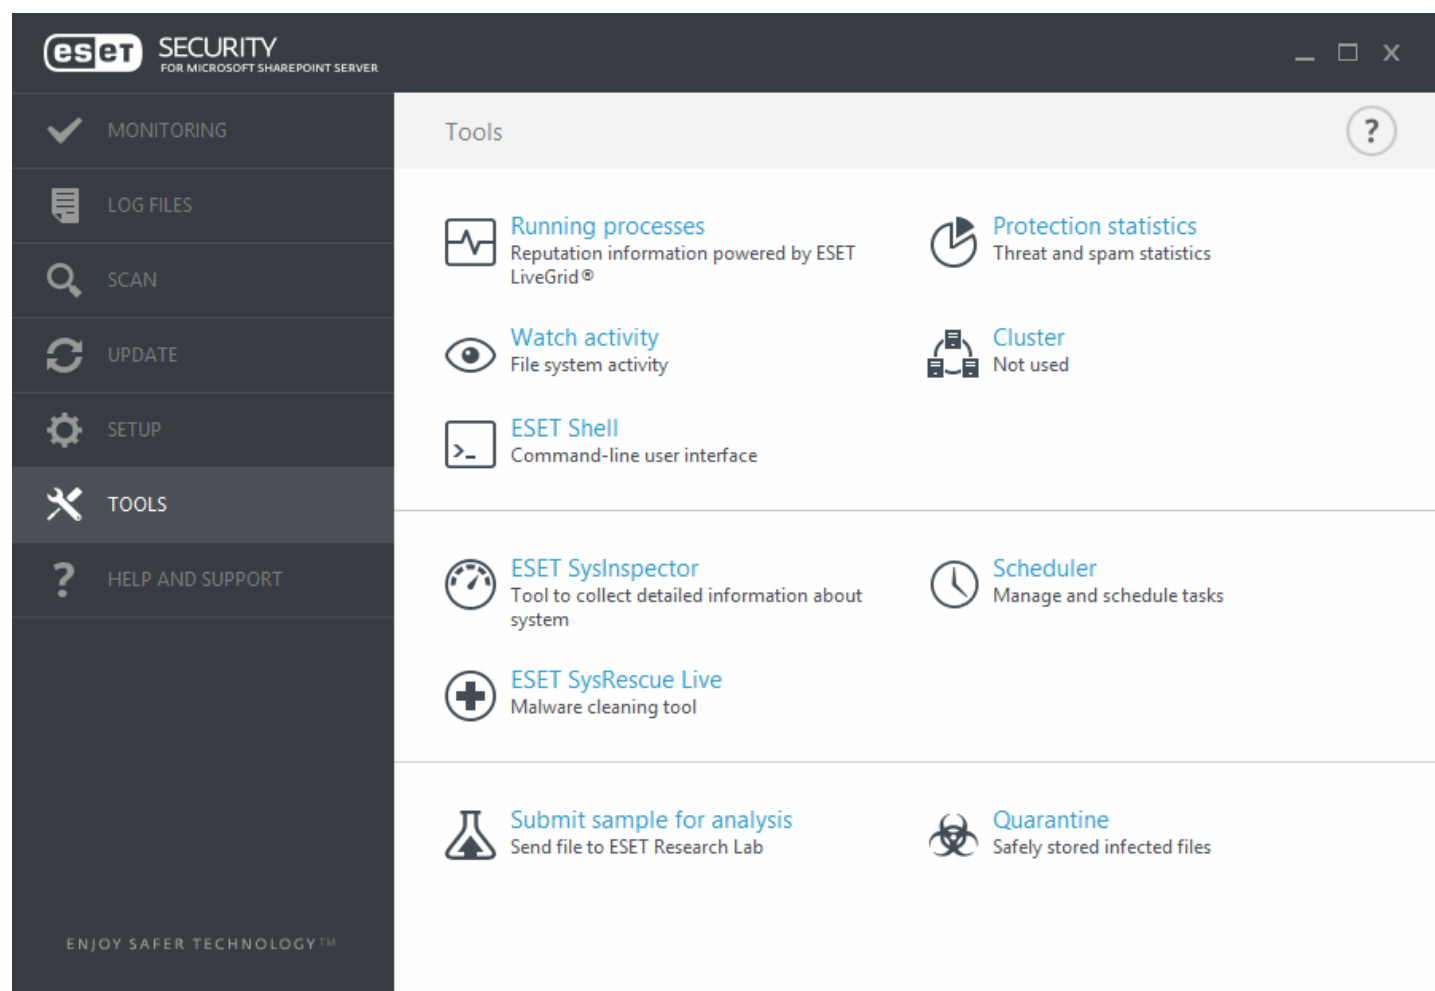 eset SECURITY
FOR MICROSOFT SHAREPOINT SERVER
MONITORING
LOG FILES
SCAN
UPDATE
SETUP
TOOLS
? HELP AND SUPPORT
ENJOY SAFER TECHNOLOGY™
Tools
?
Running processes
Reputation information powered by ESET
LiveGrid®
Protection statistics
Threat and spam statistics
Watch activity
File system activity
Cluster
Not used
ESET Shell
Command-line user interface
ESET SysInspector
Tool to collect detailed information about
system
Scheduler
Manage and schedule tasks
ESET SysRescue Live
Malware cleaning tool
Submit sample for analysis
Send file to ESET Research Lab
Quarantine
Safely stored infected files